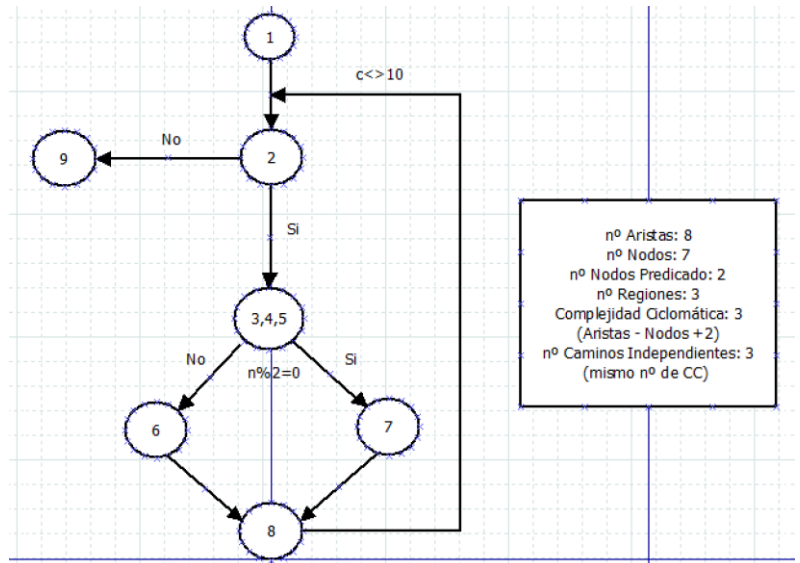 1
c<>10
No
9
2
Si
3,4,5
No
Si
n%2=0
6
7
8
nº Aristas: 8
nº Nodos: 7
nº Nodos Predicado: 2
nº Regiones: 3
Complejidad Ciclomática: 3
(Aristas - Nodos +2)
nº Caminos Independientes: 3
(mismo nº de CC)